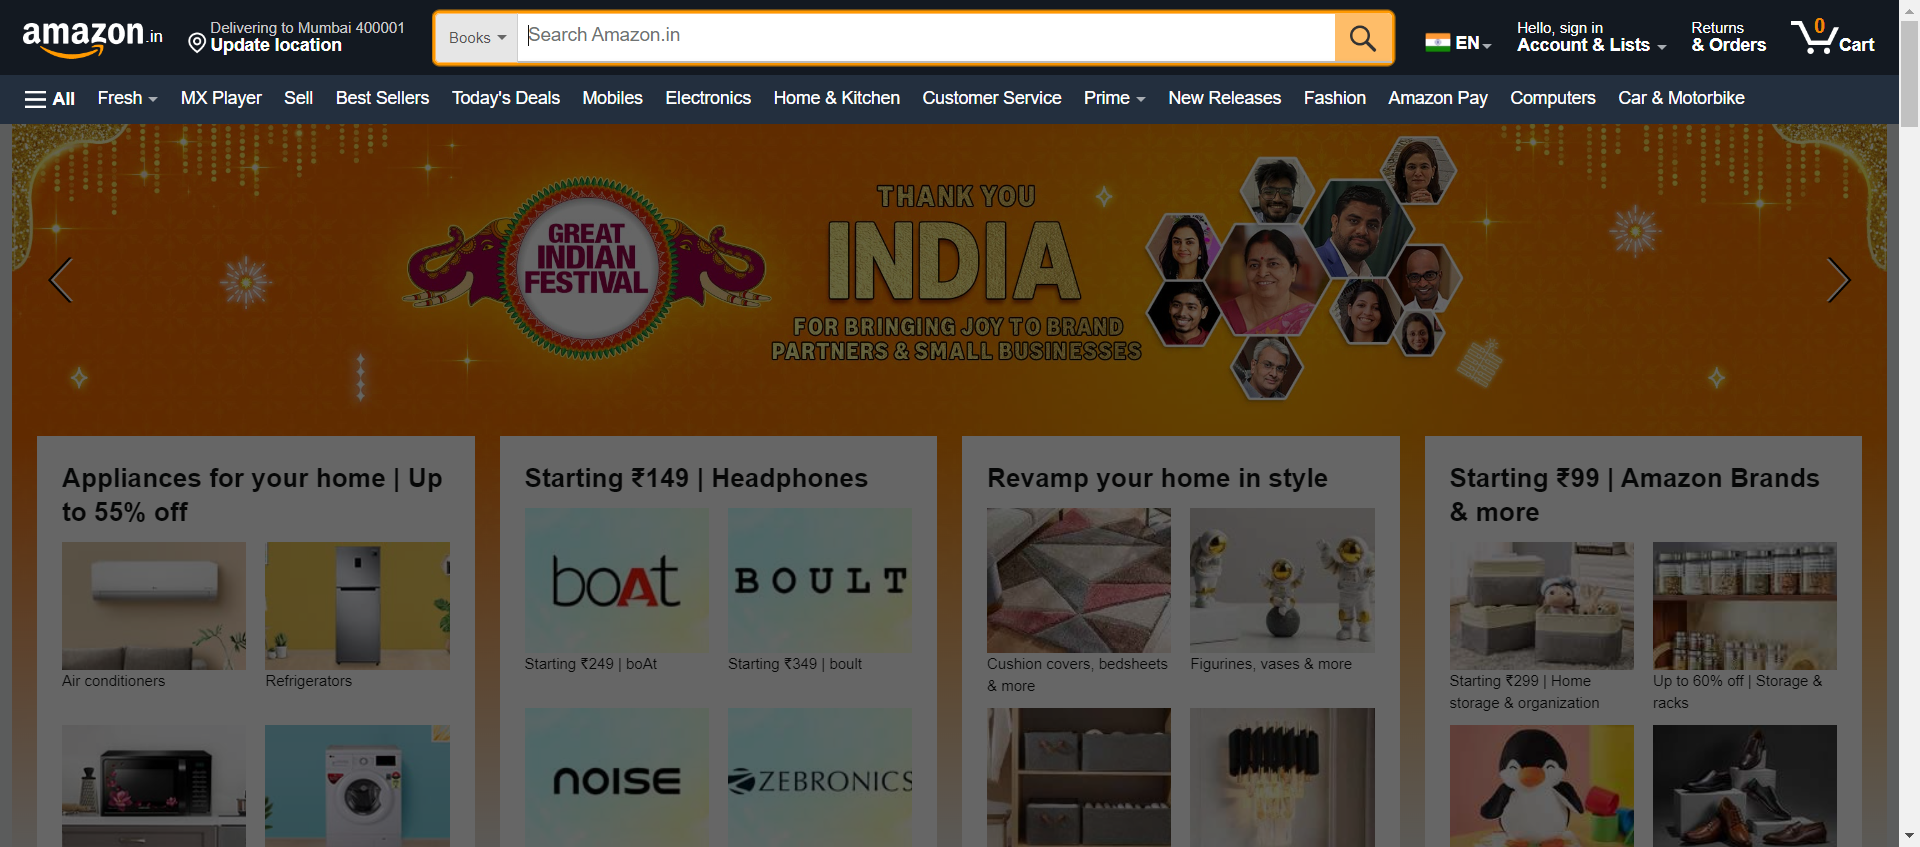 amazon.in
Delivering to Mumbai 400001
Update location
Books
Search Amazon.in
EN
Hello, sign in
Account & Lists
Returns
& Orders
0
Cart
All
Fresh
MX Player
Sell
Best Sellers
Today's Deals
Mobiles
Electronics
Home & Kitchen
Customer Service
Prime
New Releases
Fashion
Amazon Pay
Computers
Car & Motorbike
GREAT
INDIAN
FESTIVAL
THANK YOU
INDIA
FOR BRINGING JOY TO BRAND
PARTNERS & SMALL BUSINESSES
Appliances for your home | Up
to 55% off
Air conditioners
Refrigerators
Starting ₹149 | Headphones
boAt
BOULT
Starting ₹249 | boAt
Starting ₹349 | boult
NOISE
ZEBRONICS
Revamp your home in style
Cushion covers, bedsheets
& more
Figurines, vases & more
Starting ₹99 | Amazon Brands
& more
Starting ₹299 | Home
storage & organization
Up to 60% off | Storage &
racks